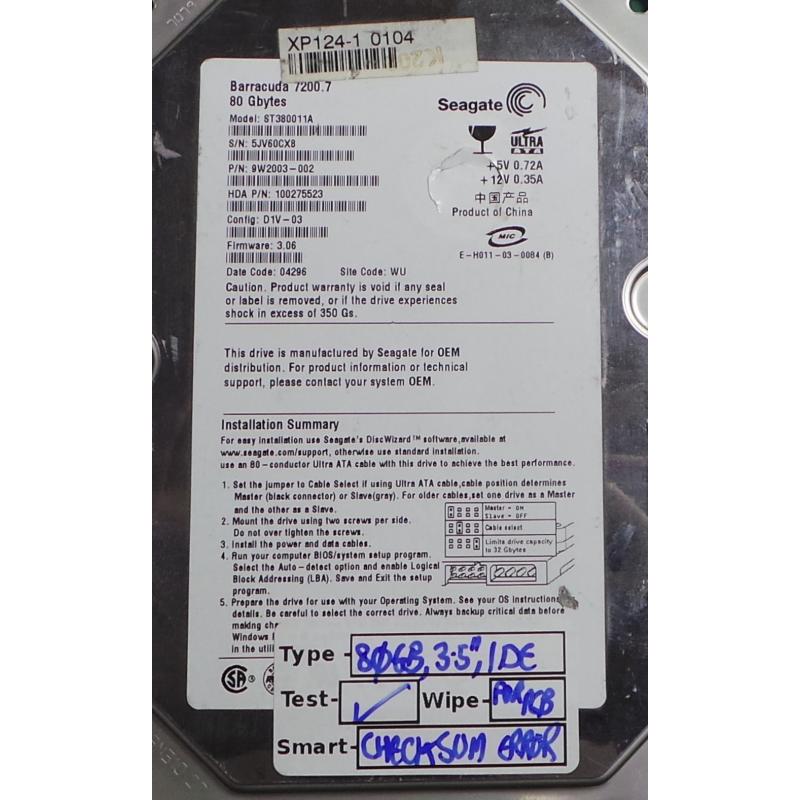 XP124-1 0104
Barracuda 7200.7
80 Gbytes
Seagate
Model: ST380011A
S/N: 5JV60CX8
ULTRA
ATA
P/N: 9W2003-002
+5V 0.72A
+12V 0.35A
HDA P/N: 100275523
中国产品
Product of China
Config: D1V-03
MIC
Firmware: 3.06
E-H011-03-0084 (B)
Date Code: 04296 Site Code: WU
Caution. Product warranty is void if any seal
or label is removed, or if the drive experiences
shock in excess of 350 Gs.
This drive is manufactured by Seagate for OEM
distribution. For product information or technical
support, please contact your system OEM.
Installation Summary
For easy installation use Seagate's DiscWizard™ software,available at
www.seagate.com/support, otherwise use standard installation.
use an 80-conductor Ultra ATA cable with this drive to achieve the best performance.
1. Set the jumper to Cable Select if using Ultra ATA cable,cable position determines
Master (black connector) or Slave(gray). For older cables,set one drive as a Master
and the other as a Slave.
Master - ON
Slave - OFF
Cable select
Limits drive capacity
to 32 Gbytes
2. Mount the drive using two screws per side.
Do not over tighten the screws.
3. Install the power and data cables.
4. Run your computer BIOS/system setup program.
Select the Auto-detect option and enable Logical
Block Addressing (LBA). Save and Exit the setup
program.
5. Prepare the drive for use with your Operating System. See your OS instructions
details. Be careful to select the correct drive. Always backup critical data before
making
Windows
in the
Type - 80GB, 3.5", IDE
Test- ✓ Wipe- FOR PCB
Smart- CHECKSUM ERROR